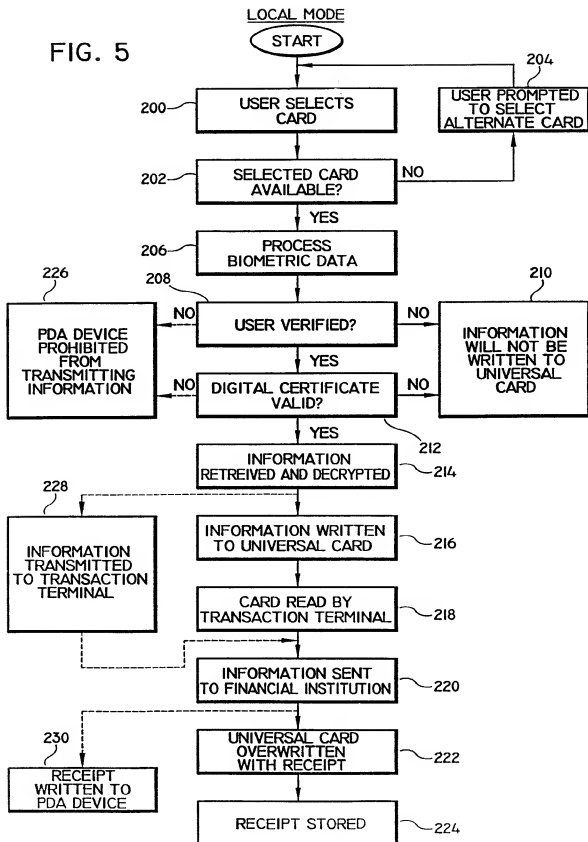 LOCAL MODE
START
FIG. 5
204
200
USER SELECTS
CARD
USER PROMPTED
TO SELECT
ALTERNATE CARD
202
SELECTED CARD
AVAILABLE?
NO
YES
206
PROCESS
BIOMETRIC DATA
226
208
210
PDA DEVICE
PROHIBITED
FROM
TRANSMITTING
INFORMATION
NO
USER VERIFIED?
NO
INFORMATION
WILL NOT BE
WRITTEN TO
UNIVERSAL CARD
YES
NO
DIGITAL CERTIFICATE
VALID?
NO
212
YES
INFORMATION
RETREIVED AND DECRYPTED
214
228
INFORMATION
TRANSMITTED
TO TRANSACTION
TERMINAL
INFORMATION WRITTEN
TO UNIVERSAL CARD
216
CARD READ BY
TRANSACTION TERMINAL
218
INFORMATION SENT
TO FINANCIAL INSTITUTION
220
230
RECEIPT
WRITTEN TO
PDA DEVICE
UNIVERSAL CARD
OVERWRITTEN
WITH RECEIPT
222
RECEIPT STORED
224